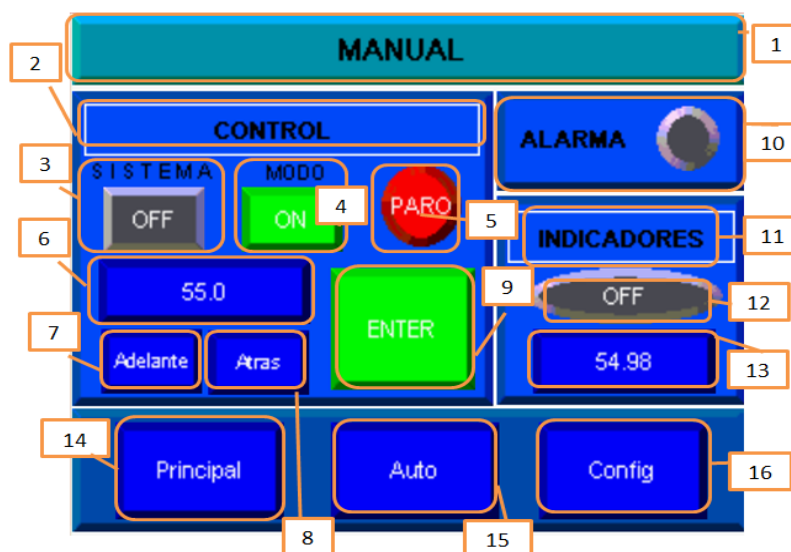 MANUAL
1
2
CONTROL
ALARMA
10
3
SISTEMA
MODO
OFF
ON
4
PARO
5
INDICADORES
11
6
55.0
9
OFF
12
ENTER
7
Adelante
Atras
54.98
13
14
Principal
Auto
Config
16
8
15